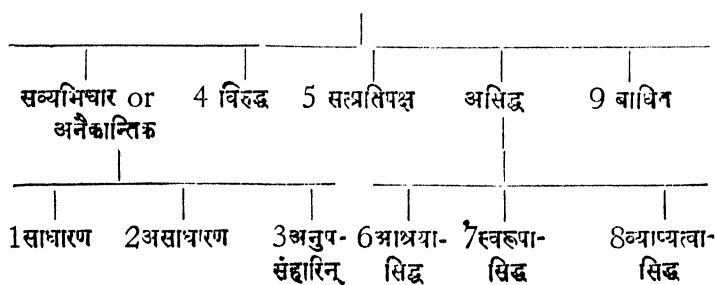 सव्यभिचार or 4 विरुद्ध 5 सत्प्रतिपक्ष असिद्ध 9 बाधित
अनैकान्तिक
1साधारण 2असाधारण 3अनुप- 6आश्रया- 7स्वरूपा- 8व्याप्यत्वा-
संहारिन् सिद्ध सिद्ध सिद्ध